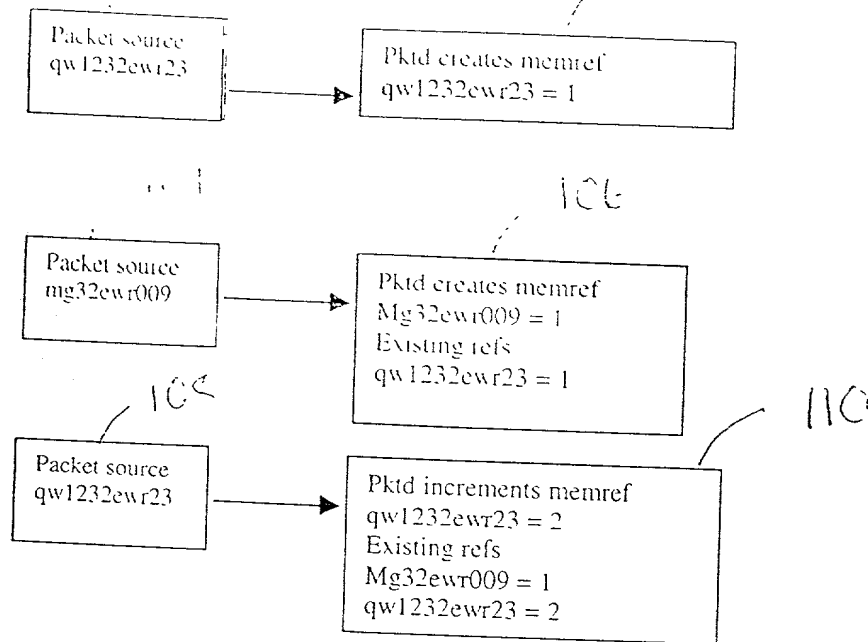 Packet source
qw1232ewr23
Pktd creates memref
qw1232ewr23 = 1
106
Packet source
mg32ewr009
Pktd creates memref
Mg32ewr009 = 1
Existing refs
qw1232ewr23 = 1
110
Packet source
qw1232ewr23
Pktd increments memref
qw1232ewr23 = 2
Existing refs
Mg32ewr009 = 1
qw1232ewr23 = 2